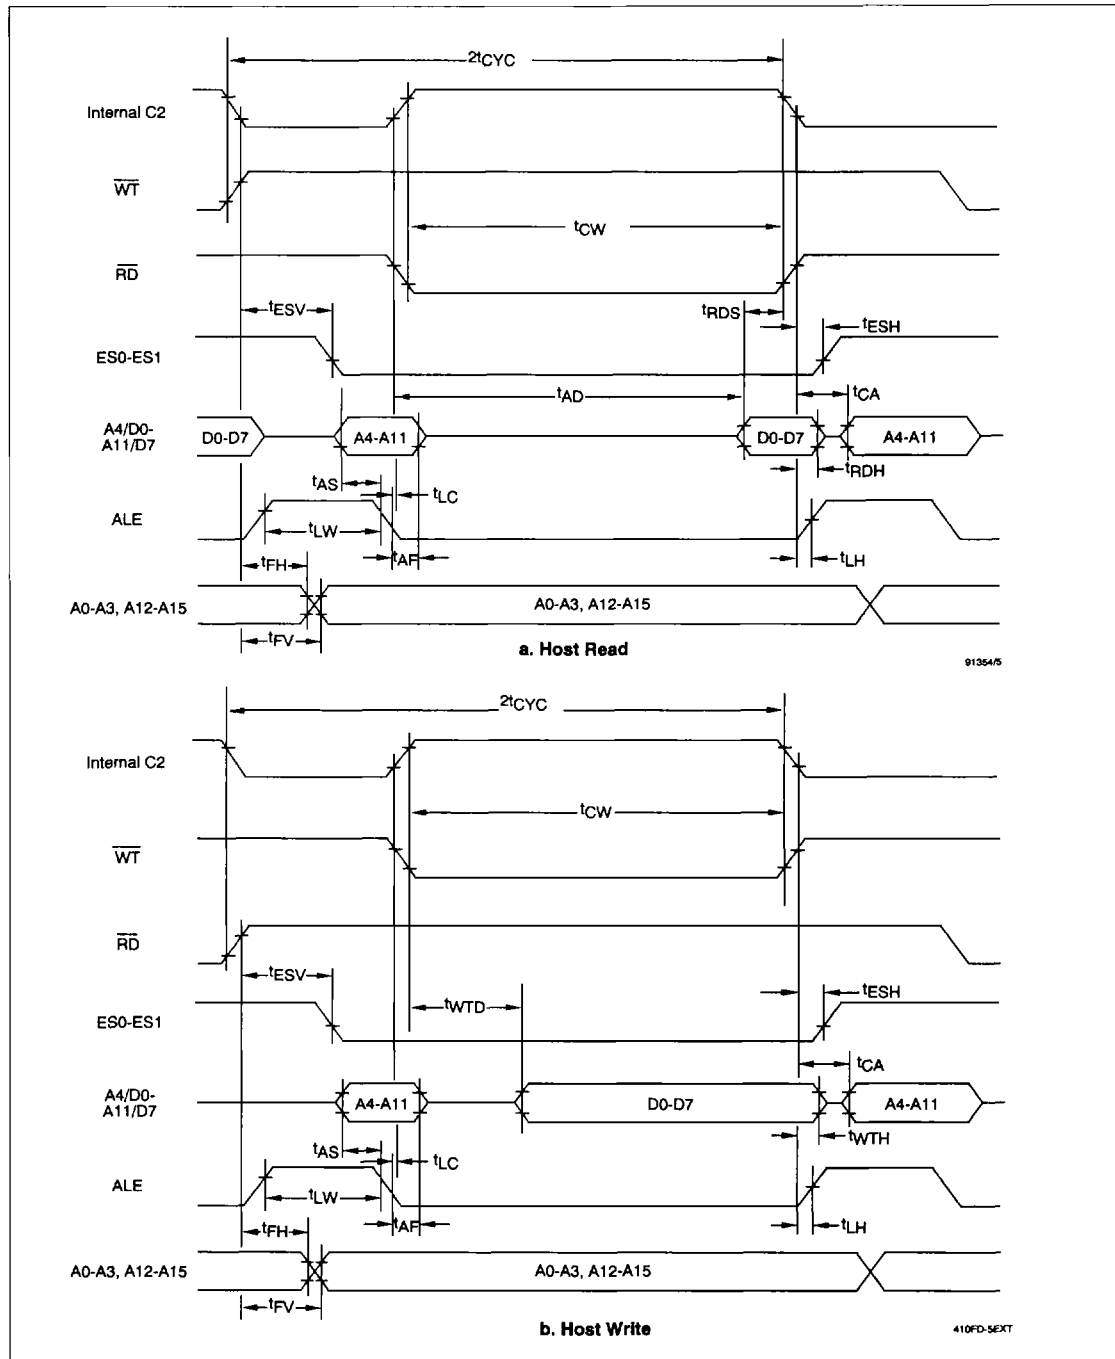 2tCYC
Internal C2
WT
tCW
RD
tESV
tRDS
tESH
ES0-ES1
tAD
tCA
A4/D0-
A11/D7
D0-D7
A4-A11
D0-D7
A4-A11
tRDH
tAS
tLC
ALE
tLW
tAF
tLH
tFH
A0-A3, A12-A15
A0-A3, A12-A15
tFV
a. Host Read
91354/5
2tCYC
Internal C2
tCW
WT
RD
tESV
tWTD
tESH
ES0-ES1
tCA
A4/D0-
A11/D7
A4-A11
D0-D7
A4-A11
tWTH
tAS
tLC
ALE
tLW
tAF
tLH
tFH
A0-A3, A12-A15
A0-A3, A12-A15
tFV
b. Host Write
410FD-5EXT